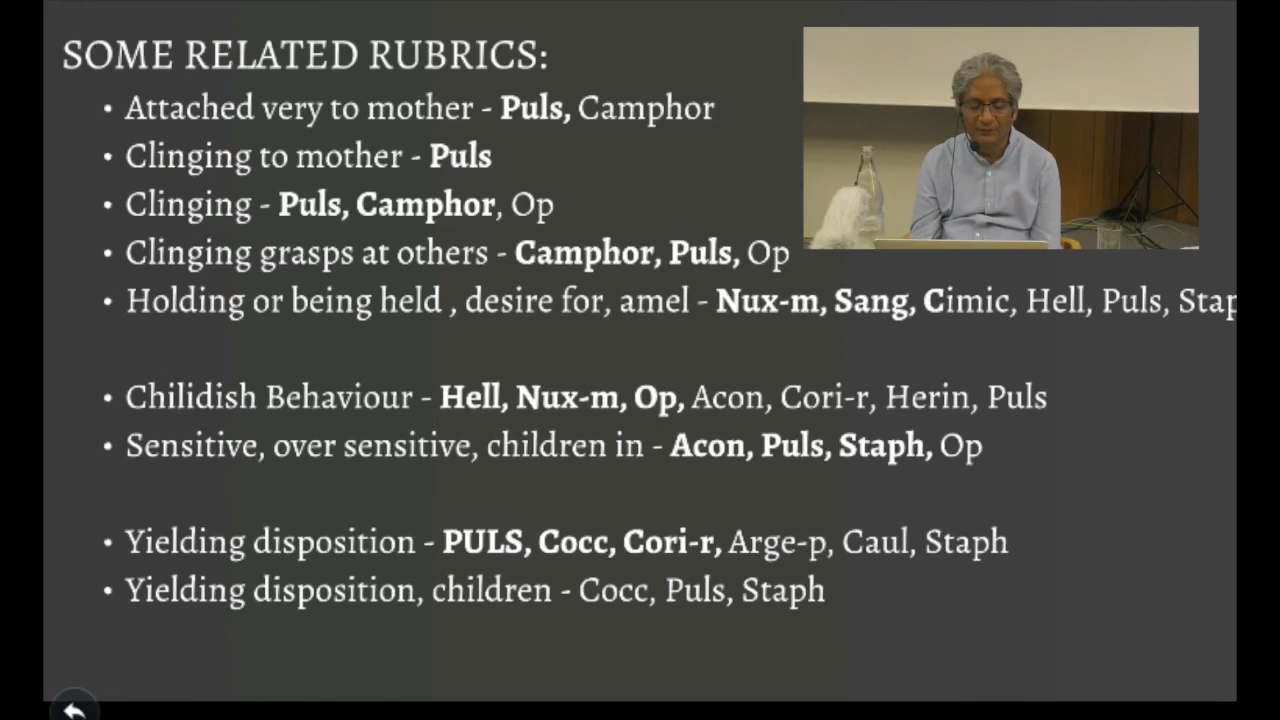 SOME RELATED RUBRICS:
• Attached very to mother - Puls, Camphor
• Clinging to mother - Puls
• Clinging - Puls, Camphor, Op
• Clinging grasps at others - Camphor, Puls, Op
• Holding or being held , desire for, amel - Nux-m, Sang, Cimic, Hell, Puls, Stap
• Chilidish Behaviour - Hell, Nux-m, Op, Acon, Cori-r, Herin, Puls
• Sensitive, over sensitive, children in - Acon, Puls, Staph, Op
• Yielding disposition - PULS, Cocc, Cori-r, Arge-p, Caul, Staph
• Yielding disposition, children - Cocc, Puls, Staph